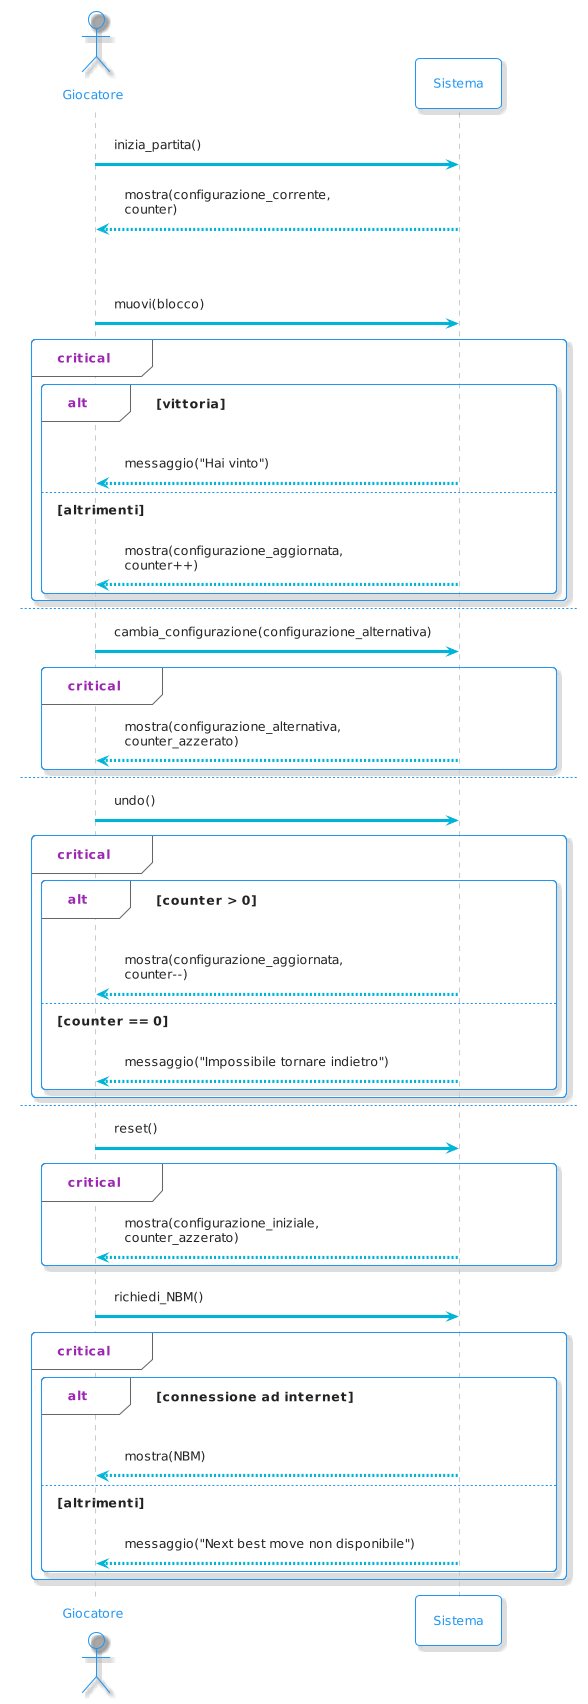 Giocatore
Sistema
inizia_partita()
mostra(configurazione_corrente,
counter)
muovi(blocco)
critical
alt
[vittoria]
messaggio("Hai vinto")
[altrimenti]
mostra(configurazione_aggiornata,
counter++)
cambia_configurazione(configurazione_alternativa)
critical
mostra(configurazione_alternativa,
counter_azzerato)
undo()
critical
alt
[counter > 0]
mostra(configurazione_aggiornata,
counter--)
[counter == 0]
messaggio("Impossibile tornare indietro")
reset()
critical
mostra(configurazione_iniziale,
counter_azzerato)
richiedi_NBM()
critical
alt
[connessione ad internet]
mostra(NBM)
[altrimenti]
messaggio("Next best move non disponibile")
Giocatore
Sistema